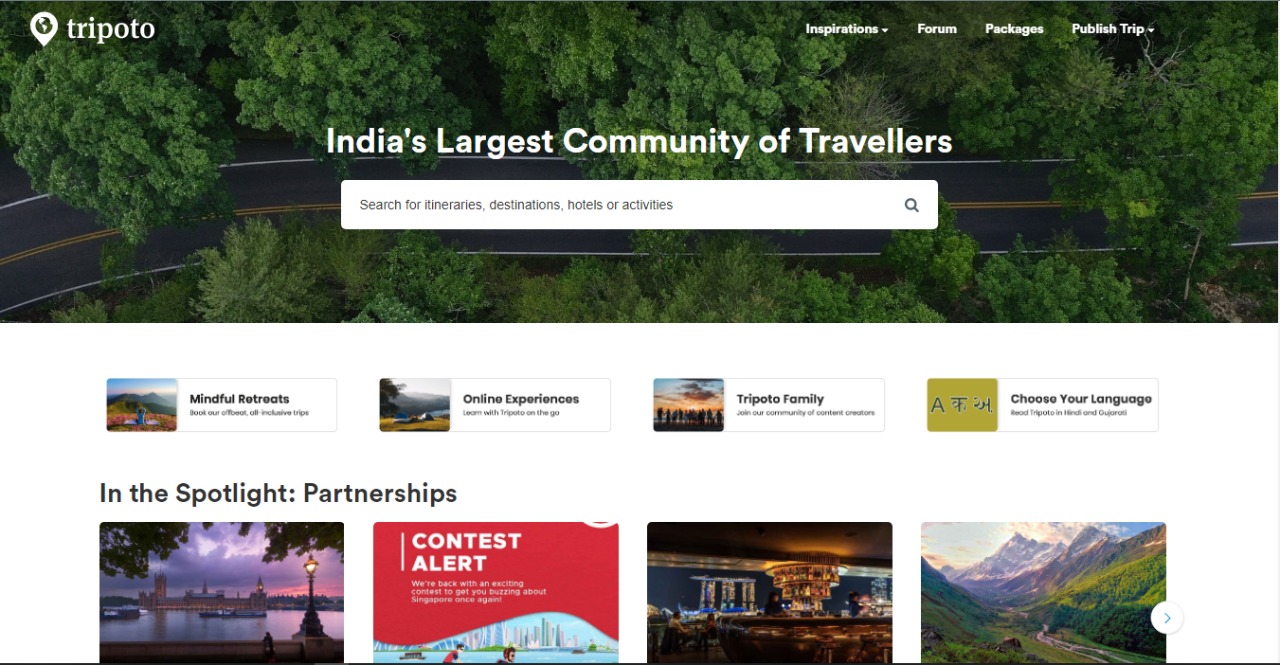 tripoto
Inspirations
Forum
Packages
Publish Trip
India's Largest Community of Travellers
Search for itineraries, destinations, hotels or activities
Mindful Retreats
Book our offbeat, all-inclusive trips
Online Experiences
Learn with Tripoto on the go
Tripoto Family
Join our community of content creators
A क અ
Choose Your Language
Read Tripoto in Hindi and Gujarati
In the Spotlight: Partnerships
CONTEST
ALERT
We're back with an exciting
contest to get you buzzing about
Singapore once again!